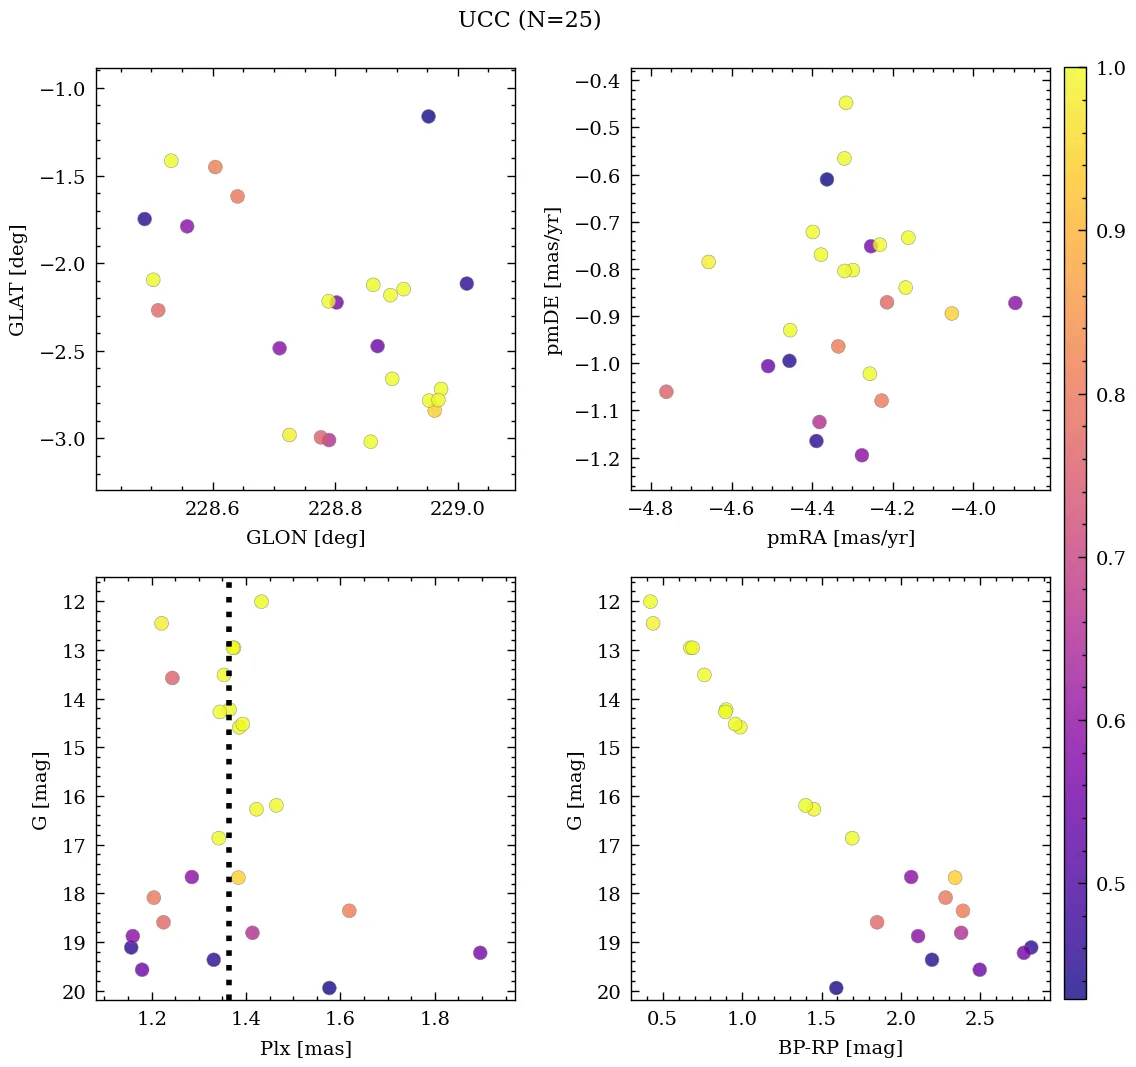 UCC (N=25)
−1.0
−1.5
−2.0
−2.5
−3.0
GLAT [deg]
228.6 228.8 229.0
GLON [deg]
−0.4
−0.5
−0.6
−0.7
−0.8
−0.9
−1.0
−1.1
−1.2
pmDE [mas/yr]
−4.8 −4.6 −4.4 −4.2 −4.0
pmRA [mas/yr]
1.0
0.9
0.8
0.7
0.6
0.5
12
13
14
15
16
17
18
19
20
G [mag]
1.2 1.4 1.6 1.8
Plx [mas]
12
13
14
15
16
17
18
19
20
G [mag]
0.5 1.0 1.5 2.0 2.5
BP-RP [mag]